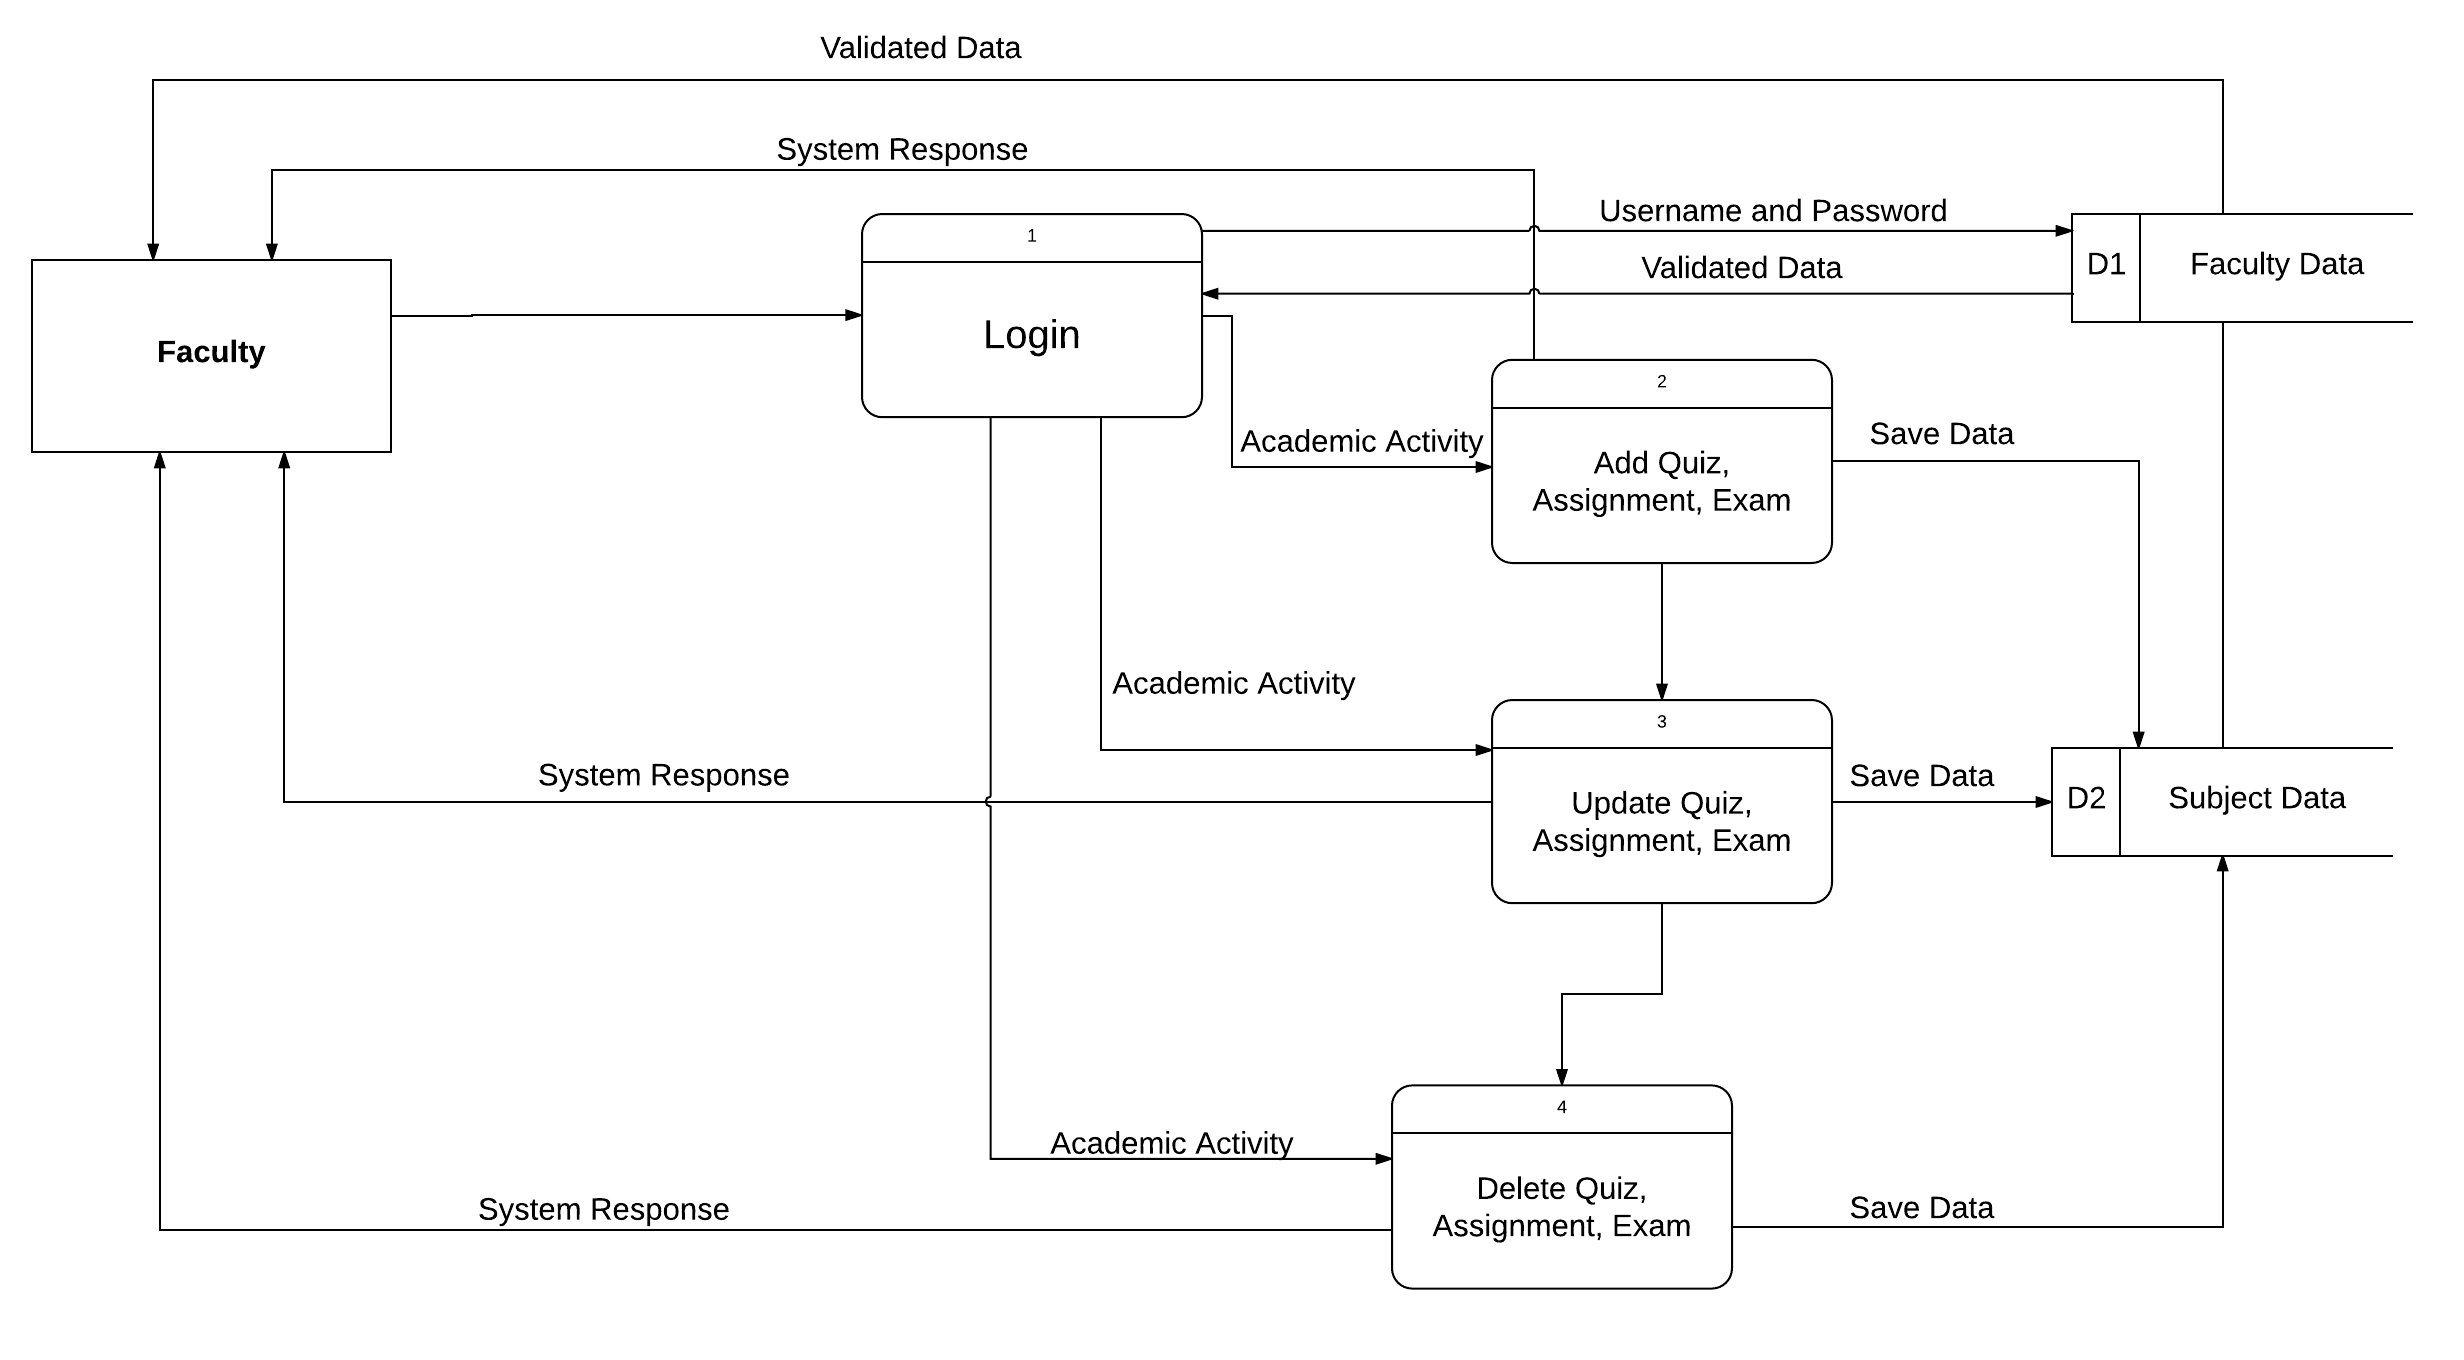 Validated Data
System Response
Username and Password
1
Validated Data
D1
Faculty Data
Login
Faculty
2
Academic Activity
Save Data
Add Quiz,
Assignment, Exam
Academic Activity
3
System Response
Save Data
Update Quiz,
Assignment, Exam
D2
Subject Data
4
Academic Activity
Delete Quiz,
Assignment, Exam
System Response
Save Data